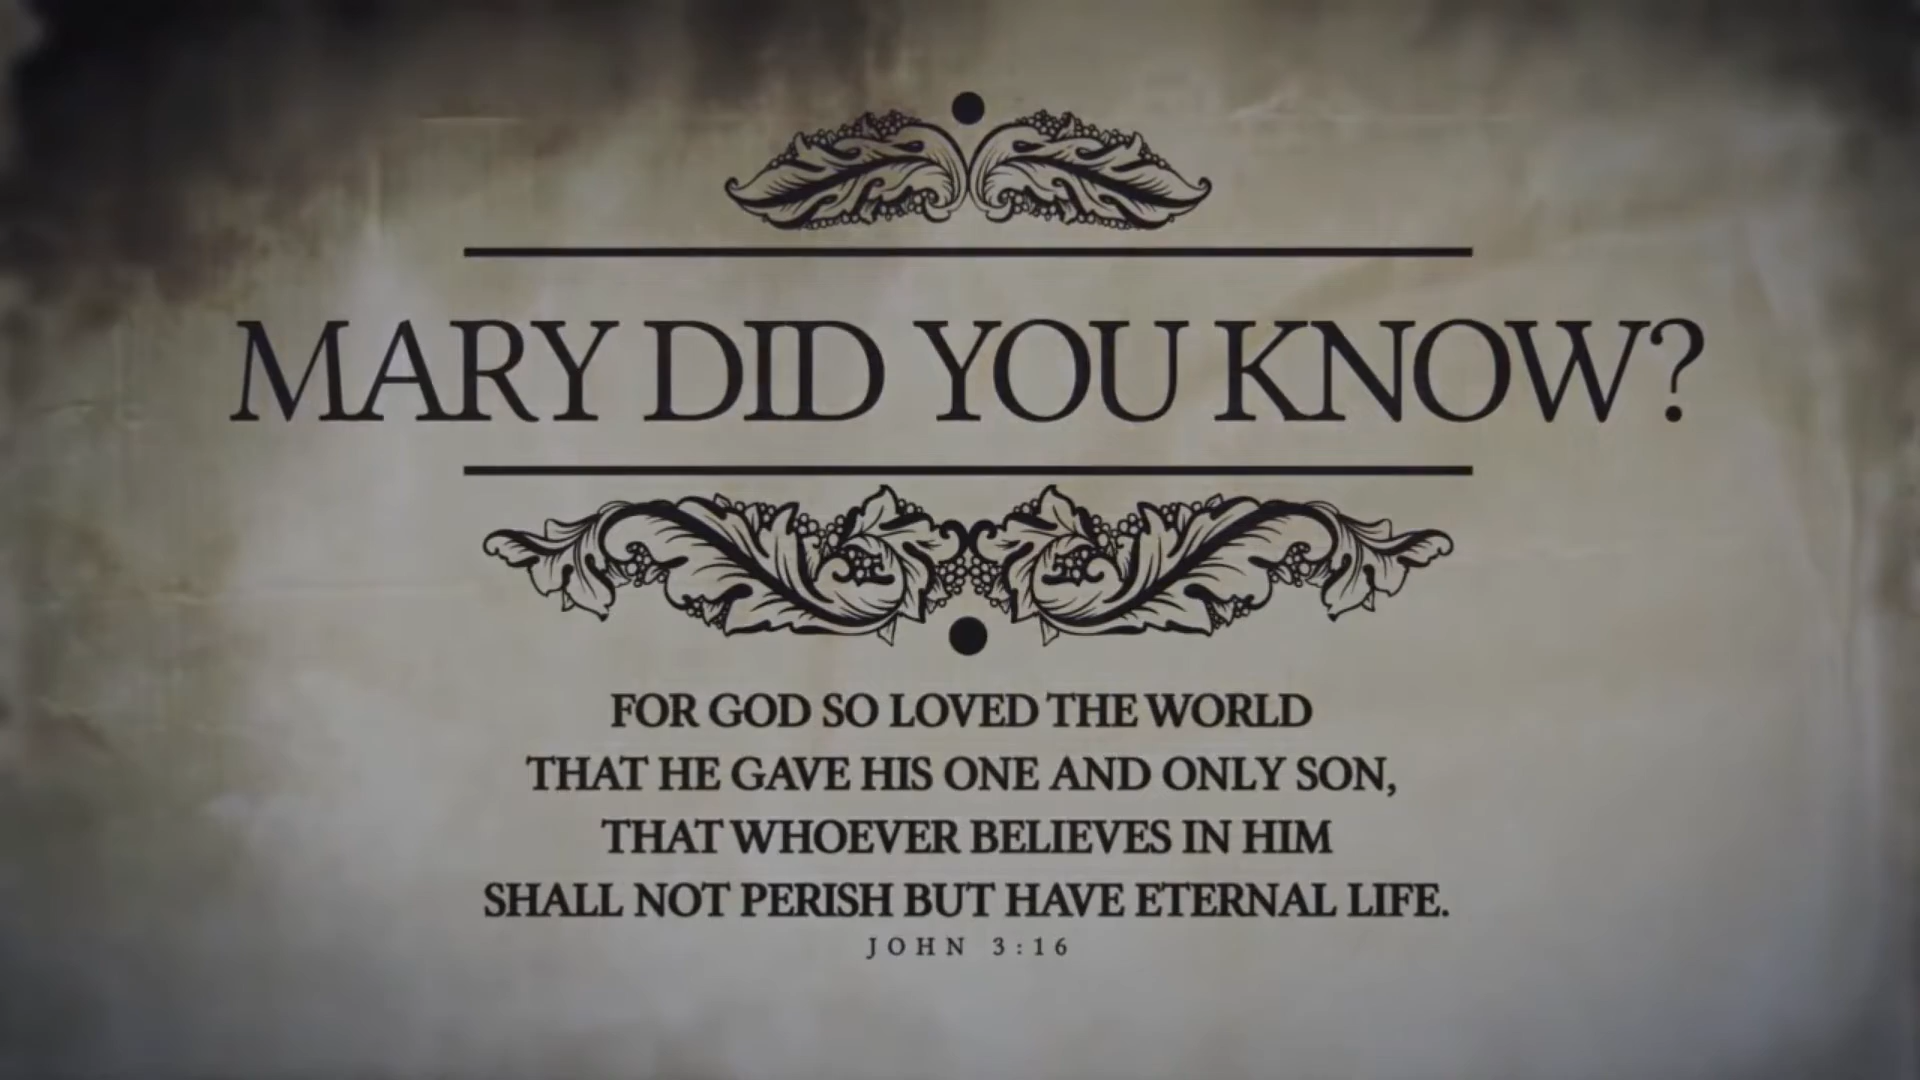 MARY DID YOU KNOW?
FOR GOD SO LOVED THE WORLD
THAT HE GAVE HIS ONE AND ONLY SON,
THAT WHOEVER BELIEVES IN HIM
SHALL NOT PERISH BUT HAVE ETERNAL LIFE.
JOHN 3:16